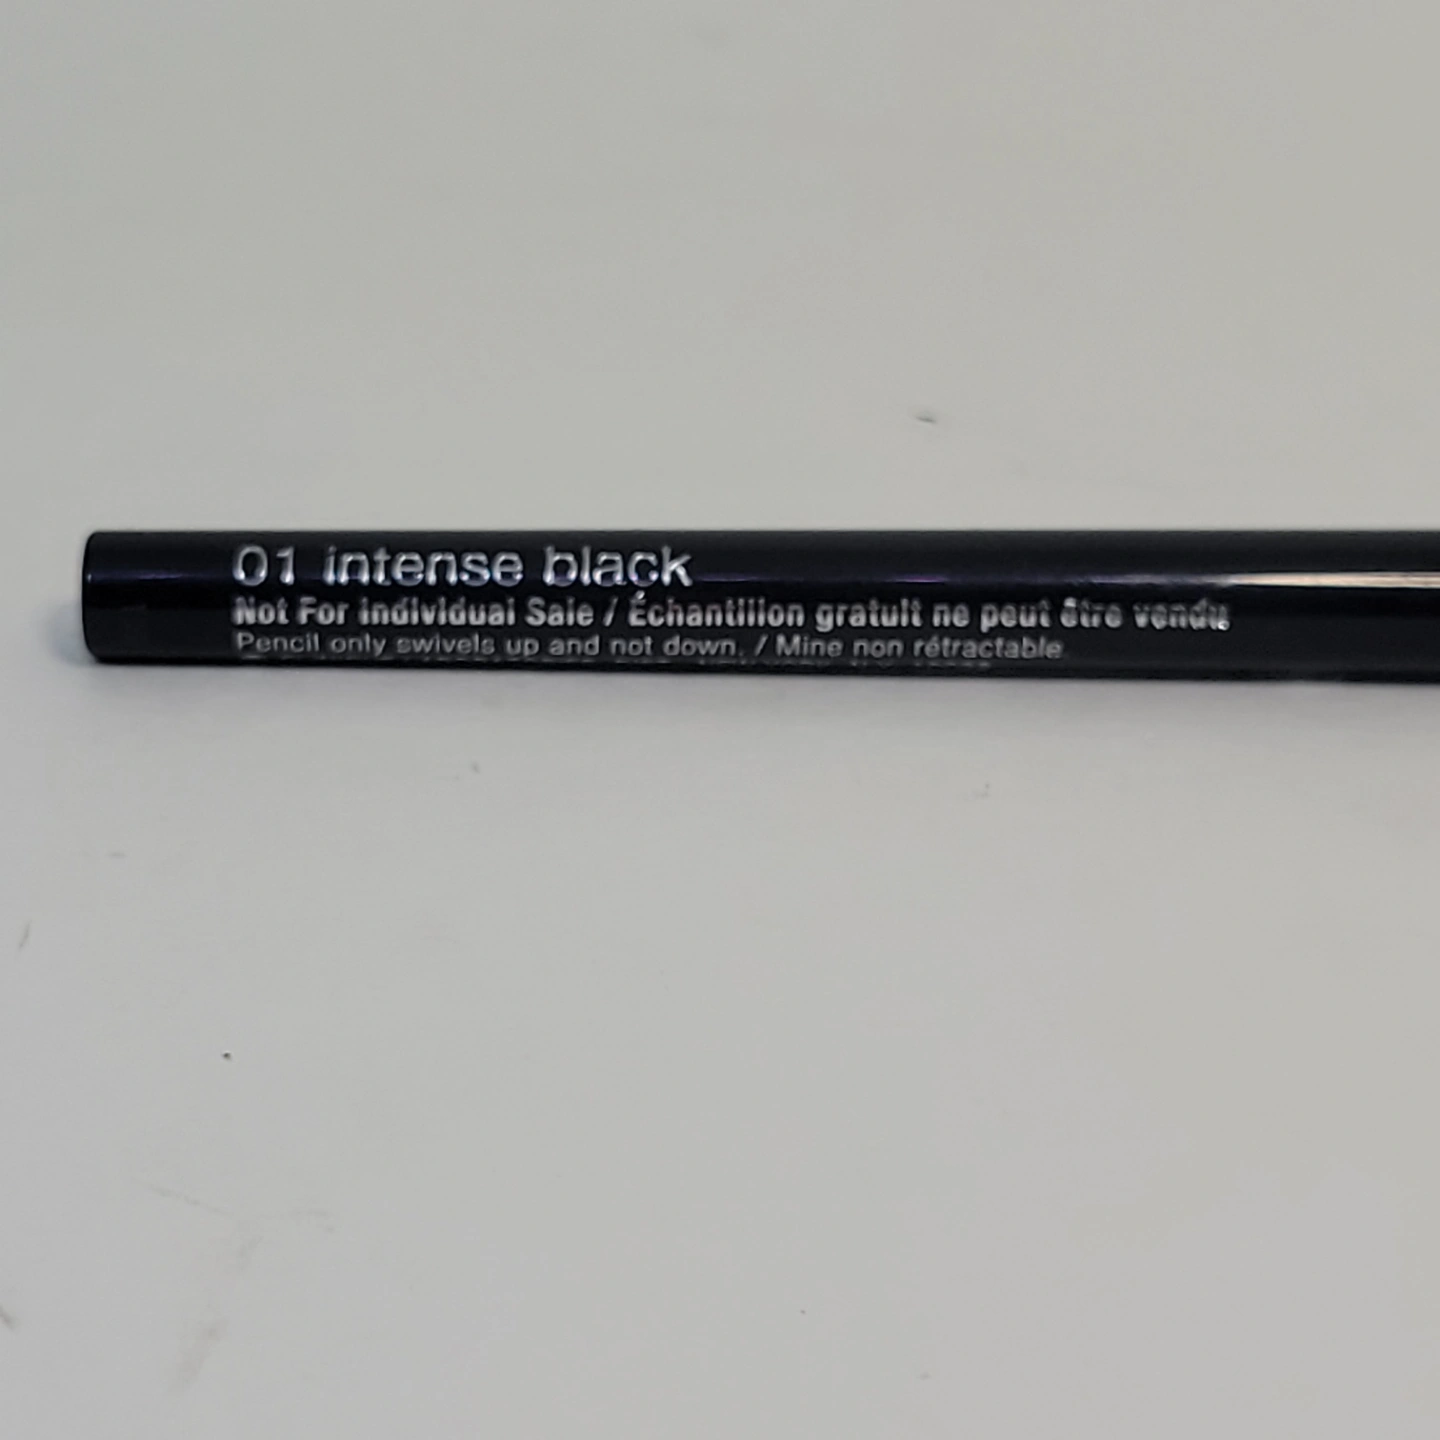 01 intense black
Not For Individual Sale / Échantillon gratuit ne peut être vendu
Pencil only swivels up and not down. / Mine non rétractable.